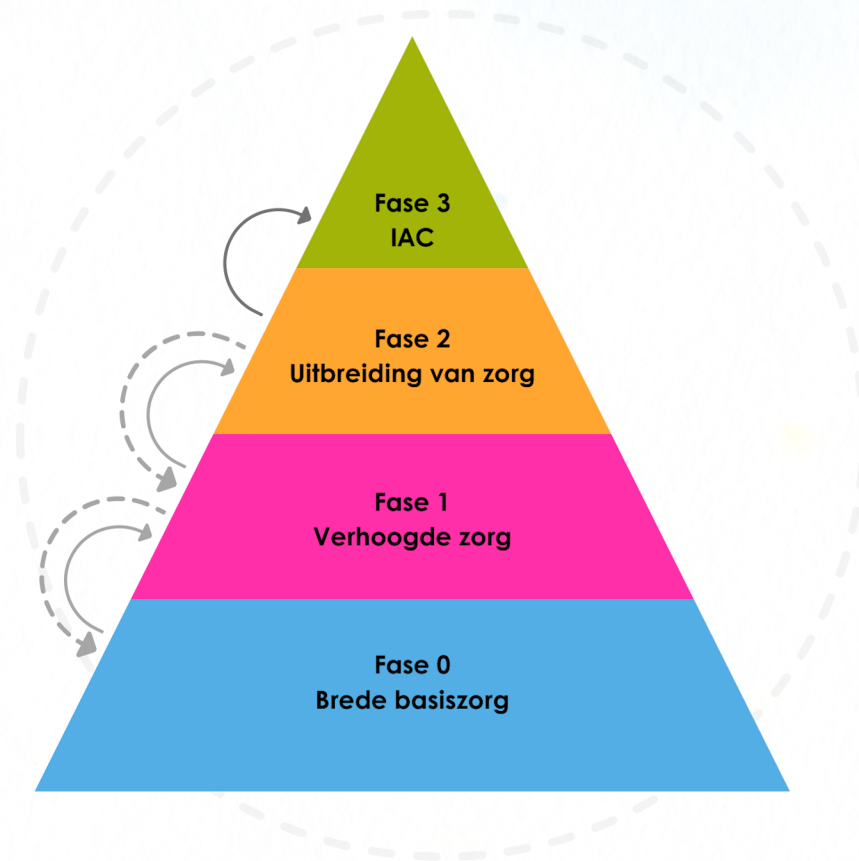 Fase 3
IAC
Fase 2
Uitbreiding van zorg
Fase 1
Verhoogde zorg
Fase 0
Brede basiszorg